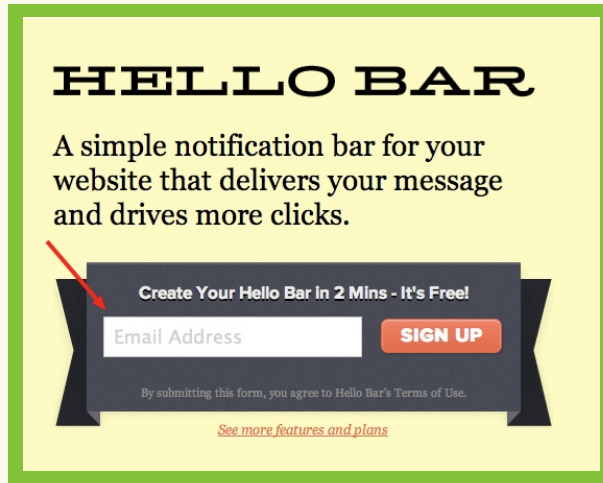 HELLO BAR
A simple notification bar for your
website that delivers your message
and drives more clicks.
Create Your Hello Bar in 2 Mins - It's Free!
Email Address
SIGN UP
By submitting this form, you agree to Hello Bar's Terms of Use.
See more features and plans